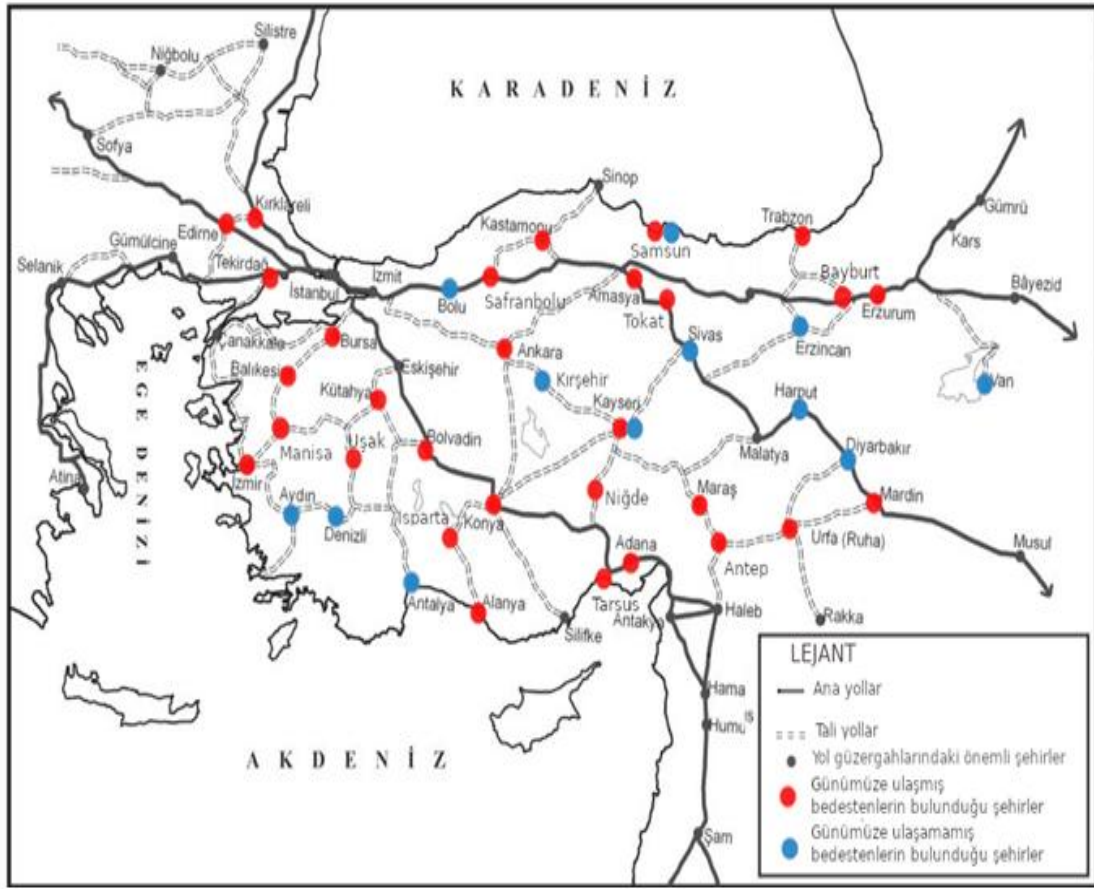 Silistre
Niğbolu
KARADENİZ
Sofya
Sinop
Gümrü
Kırklareli
Kastamonu
Trabzon
Edirne
Kars
Gümülcine
Samsun
Selanik
Tekirdağ
İzmit
Bayburt
Bâyezid
İstanbul
Safranbolu
Amasya
Erzurum
Bolu
Tokat
Çanakkale
Bursa
Sivas
Erzincan
Ankara
Balıkesi
Eskişehir
Kırşehir
Van
Kütahya
Harput
EGE DENİZİ
Kayseri
Bolvadin
Malatya
Diyarbakır
Manisa
Uşak
İzmir
Atina
Maraş
Mardin
Aydın
Niğde
Isparta
Konya
Denizli
Urfa (Ruha)
Musul
Adana
Antep
Antalya
Alanya
Tarsus
Haleb
Silifke
Antakya
Rakka
LEJANT
Ana yollar
Hama
Humus
Tali yollar
AKDENİZ
Yol güzergahlarındaki önemli şehirler
Günümüze ulaşmış
bedestenlerin bulunduğu şehirler
Şam
Günümüze ulaşamamış
bedestenlerin bulunduğu şehirler